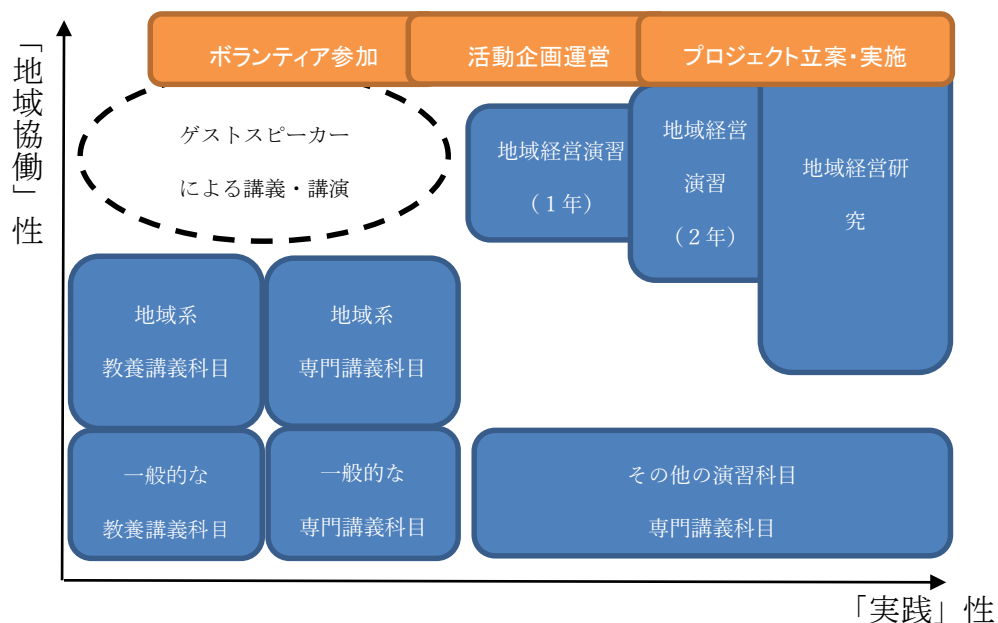 「地域協働」性
ボランティア参加
活動企画運営
プロジェクト立案・実施
ゲストスピーカー
による講義・講演
地域経営演習
（１年）
地域経営
演習
（２年）
地域経営研
究
地域系
教養講義科目
地域系
専門講義科目
一般的な
教養講義科目
一般的な
専門講義科目
その他の演習科目
専門講義科目
「実践」性